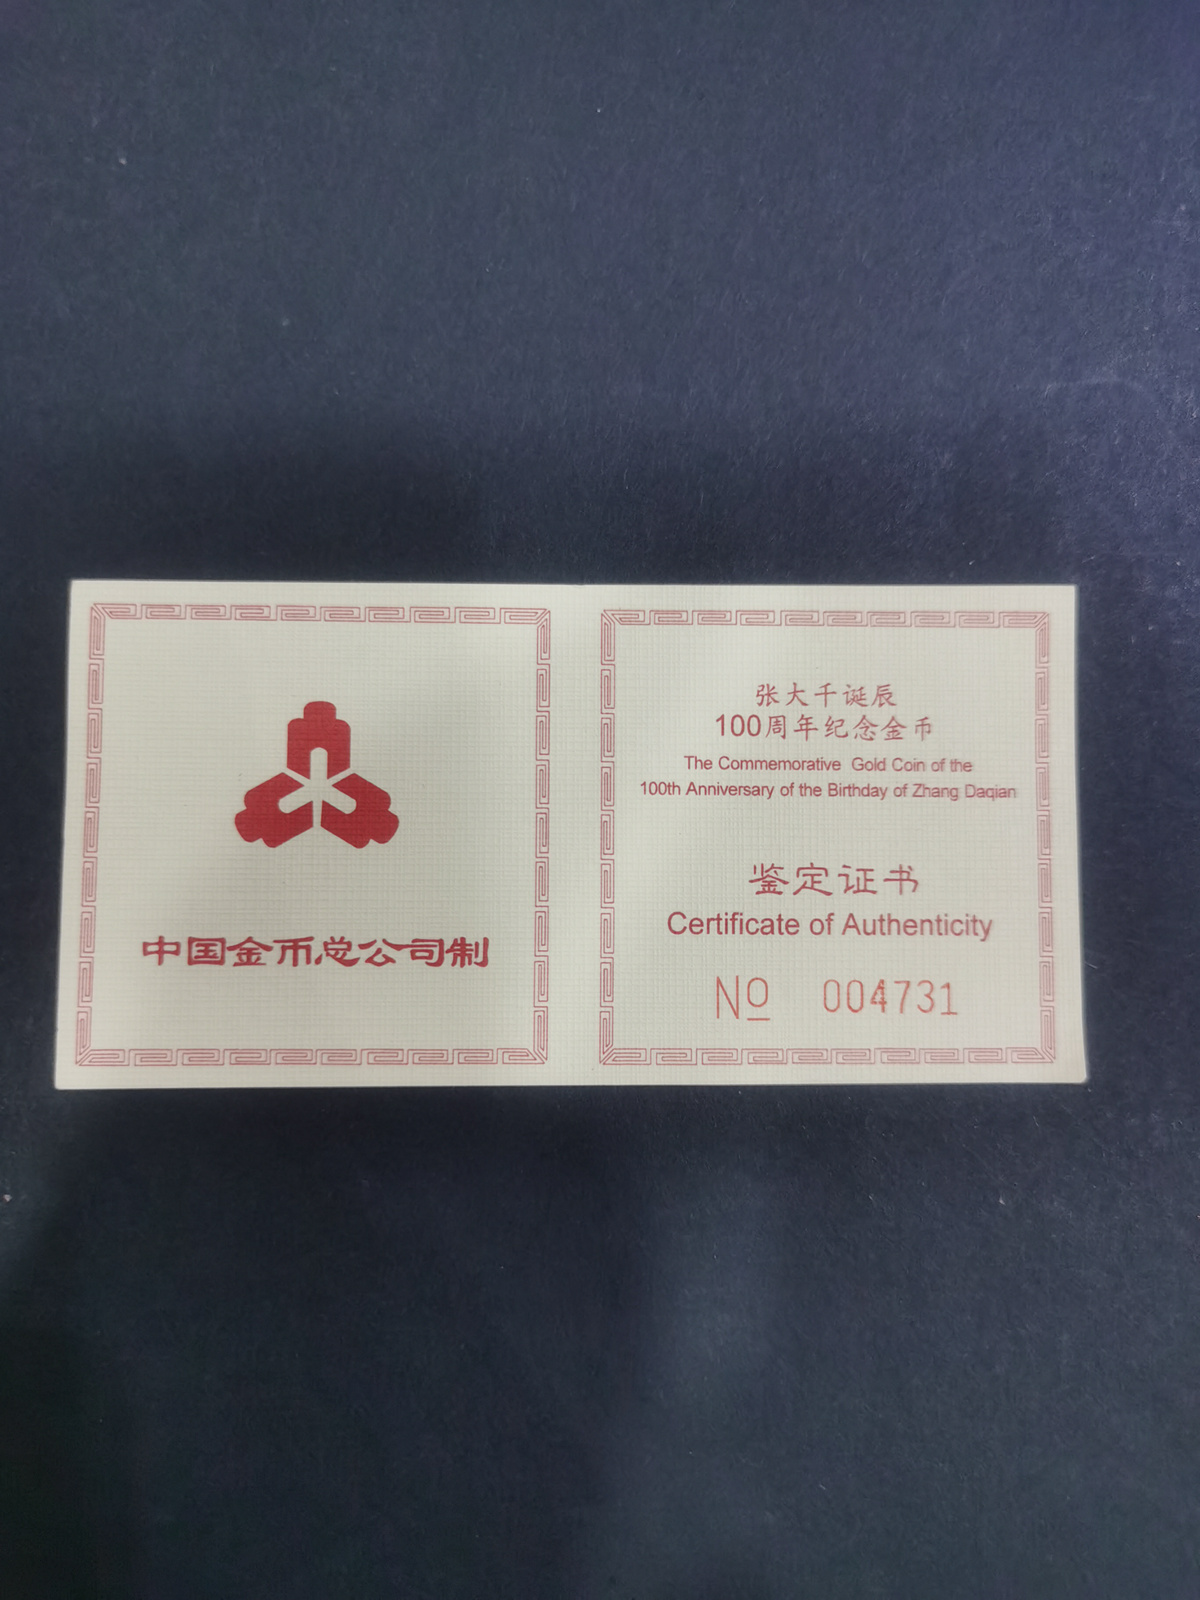 中国金币总公司制
张大千诞辰
100周年纪念金币
The Commemorative Gold Coin of the
100th Anniversary of the Birthday of Zhang Daqian
鉴定证书
Certificate of Authenticity
No 004731